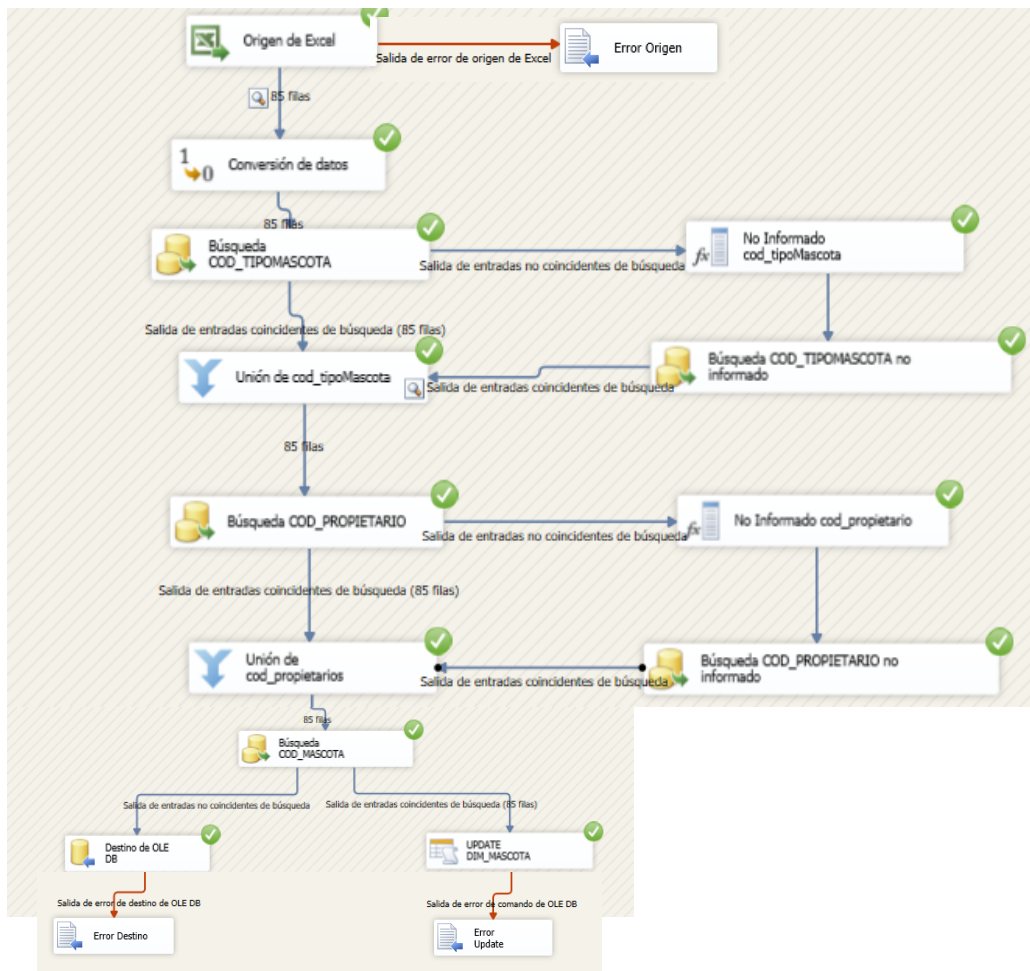 Origen de Excel
Salida de error de origen de Excel
Error Origen
85 filas
1
0
Conversión de datos
85 filas
Búsqueda
COD_TIPOMASCOTA
Salida de entradas no coincidentes de búsqueda
fx
No Informado
cod_tipoMascota
Salida de entradas coincidentes de búsqueda (85 filas)
Unión de cod_tipoMascota
Salida de entradas coincidentes de búsqueda
Búsqueda COD_TIPOMASCOTA no
informado
85 filas
Búsqueda COD_PROPIETARIO
Salida de entradas no coincidentes de búsqueda
fx
No Informado cod_propietario
Salida de entradas coincidentes de búsqueda (85 filas)
Unión de
cod_propietarios
Salida de entradas coincidentes de búsqueda
Búsqueda COD_PROPIETARIO no
informado
85 filas
Búsqueda
COD_MASCOTA
Salida de entradas no coincidentes de búsqueda
Salida de entradas coincidentes de búsqueda (85 filas)
Destino de OLE
DB
UPDATE
DIM_MASCOTA
Salida de error de destino de OLE DB
Salida de error de comando de OLE DB
Error Destino
Error
Update